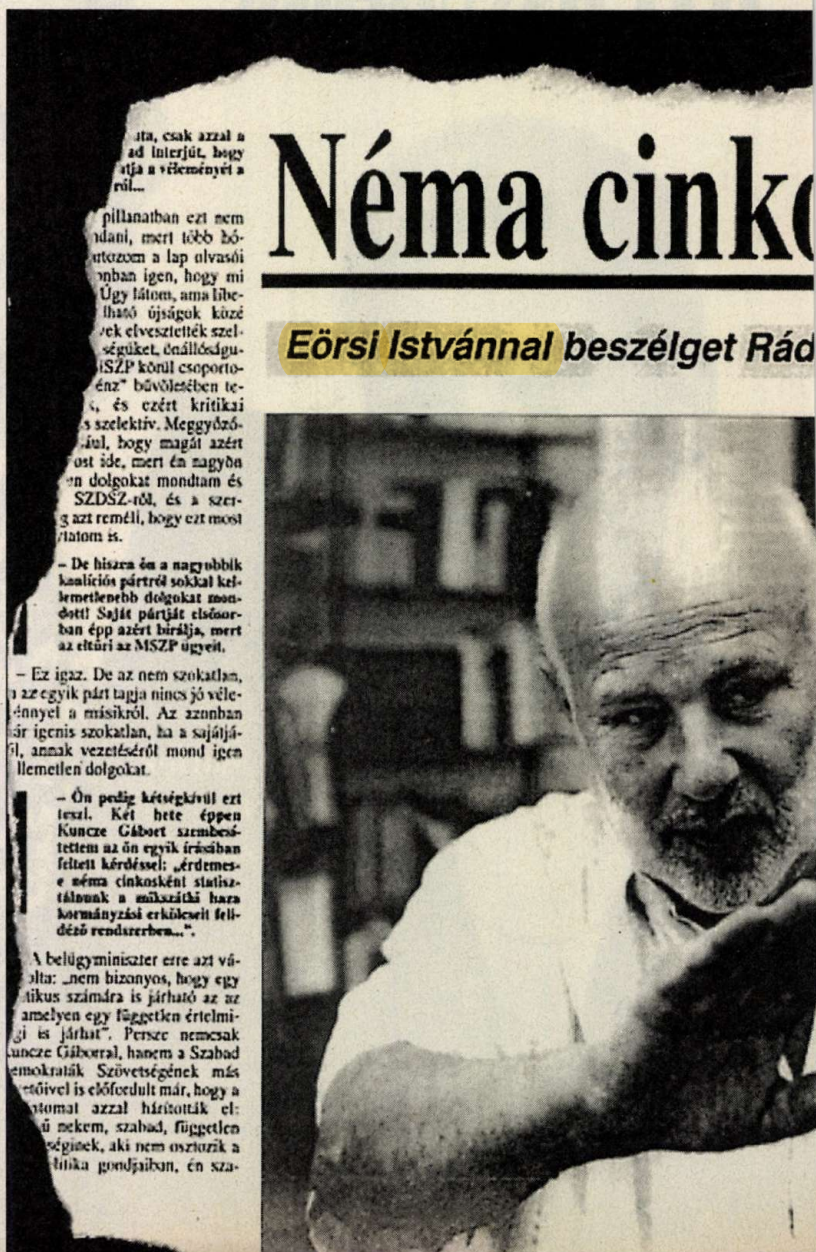 Néma cinko
Eörsi Istvánnal beszélget Rád
ata, csak azzal a
ad interjút, hogy
atja a véleményét a
ról...
pillanatban ezt nem
ndani, mert több hó-
utozom a lap olvasói
onban igen, hogy mi
Úgy látom, ama libe-
lható újságok közé
vek elvesztették szel-
ségüket, önállóságu-
MSZP körül csoporto-
énz" bűvöletében te-
k, és ezért kritikai
s szelektív. Meggyőző-
ául, hogy magát azért
ost ide, mert én nagyon
en dolgokat mondtam és
SZDSZ-ről, és a szer-
g azt reméli, hogy ezt most
ytatom is.
– De hiszen ön a nagyobbik
koalíciós pártról sokkal kel-
lemetlenebb dolgokat mon-
dott! Saját pártját elsősor-
ban épp azért bírálja, mert
az eltűri az MSZP ügyeit.
– Ez igaz. De az nem szokatlan,
a az egyik párt tagja nincs jó véle-
énnyel a másikról. Az azonban
ár igenis szokatlan, ha a sajátjá-
ól, annak vezetéséről mond igen
llemetlen dolgokat.
– Ön pedig kétségkívül ezt
teszi. Két hete éppen
Kuncze Gábort szembesí-
tettem az ön egyik írásában
feltett kérdéssel: „érdemes-
e néma cinkosként statisz-
tálnunk a mikszáthi haza
kormányzási erkölcseit feli-
déző rendszerben...".
A belügyminiszter erre azt vá-
olta: „nem bizonyos, hogy egy
tikus számára is járható az az
amelyen egy független értelmi-
gi is járhat". Persze nemcsak
uncze Gáborral, hanem a Szabad
emokraták Szövetségének más
etőivel is előfordult már, hogy a
atomat azzal hárították el:
ű nekem, szabad, független
séginek, aki nem osztozik a
litika gondjaiban, én sza-